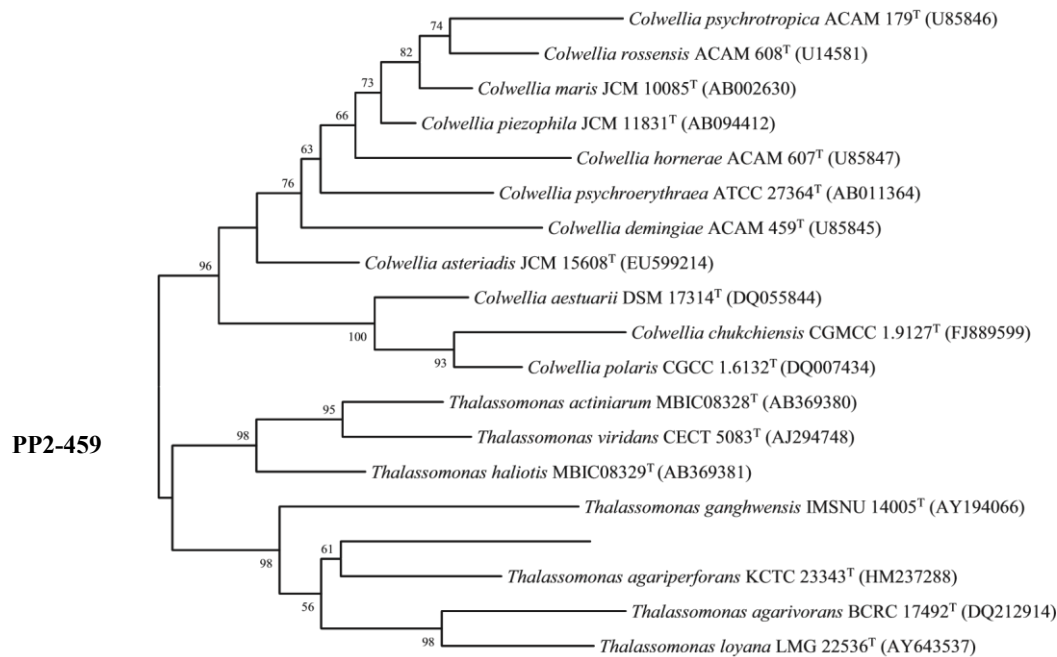 74
Colwellia psychrotropica ACAM 179ᵀ (U85846)
82
Colwellia rossensis ACAM 608ᵀ (U14581)
73
Colwellia maris JCM 10085ᵀ (AB002630)
66
Colwellia piezophila JCM 11831ᵀ (AB094412)
63
Colwellia hornerae ACAM 607ᵀ (U85847)
76
Colwellia psychroerythraea ATCC 27364ᵀ (AB011364)
Colwellia demingiae ACAM 459ᵀ (U85845)
96
Colwellia asteriadis JCM 15608ᵀ (EU599214)
Colwellia aestuarii DSM 17314ᵀ (DQ055844)
100
Colwellia chukchiensis CGMCC 1.9127ᵀ (FJ889599)
93
Colwellia polaris CGCC 1.6132ᵀ (DQ007434)
95
Thalassomonas actiniarum MBIC08328ᵀ (AB369380)
PP2-459
98
Thalassomonas viridans CECT 5083ᵀ (AJ294748)
Thalassomonas haliotis MBIC08329ᵀ (AB369381)
Thalassomonas ganghwensis IMSNU 14005ᵀ (AY194066)
98
61
Thalassomonas agariperforans KCTC 23343ᵀ (HM237288)
56
Thalassomonas agarivorans BCRC 17492ᵀ (DQ212914)
98
Thalassomonas loyana LMG 22536ᵀ (AY643537)